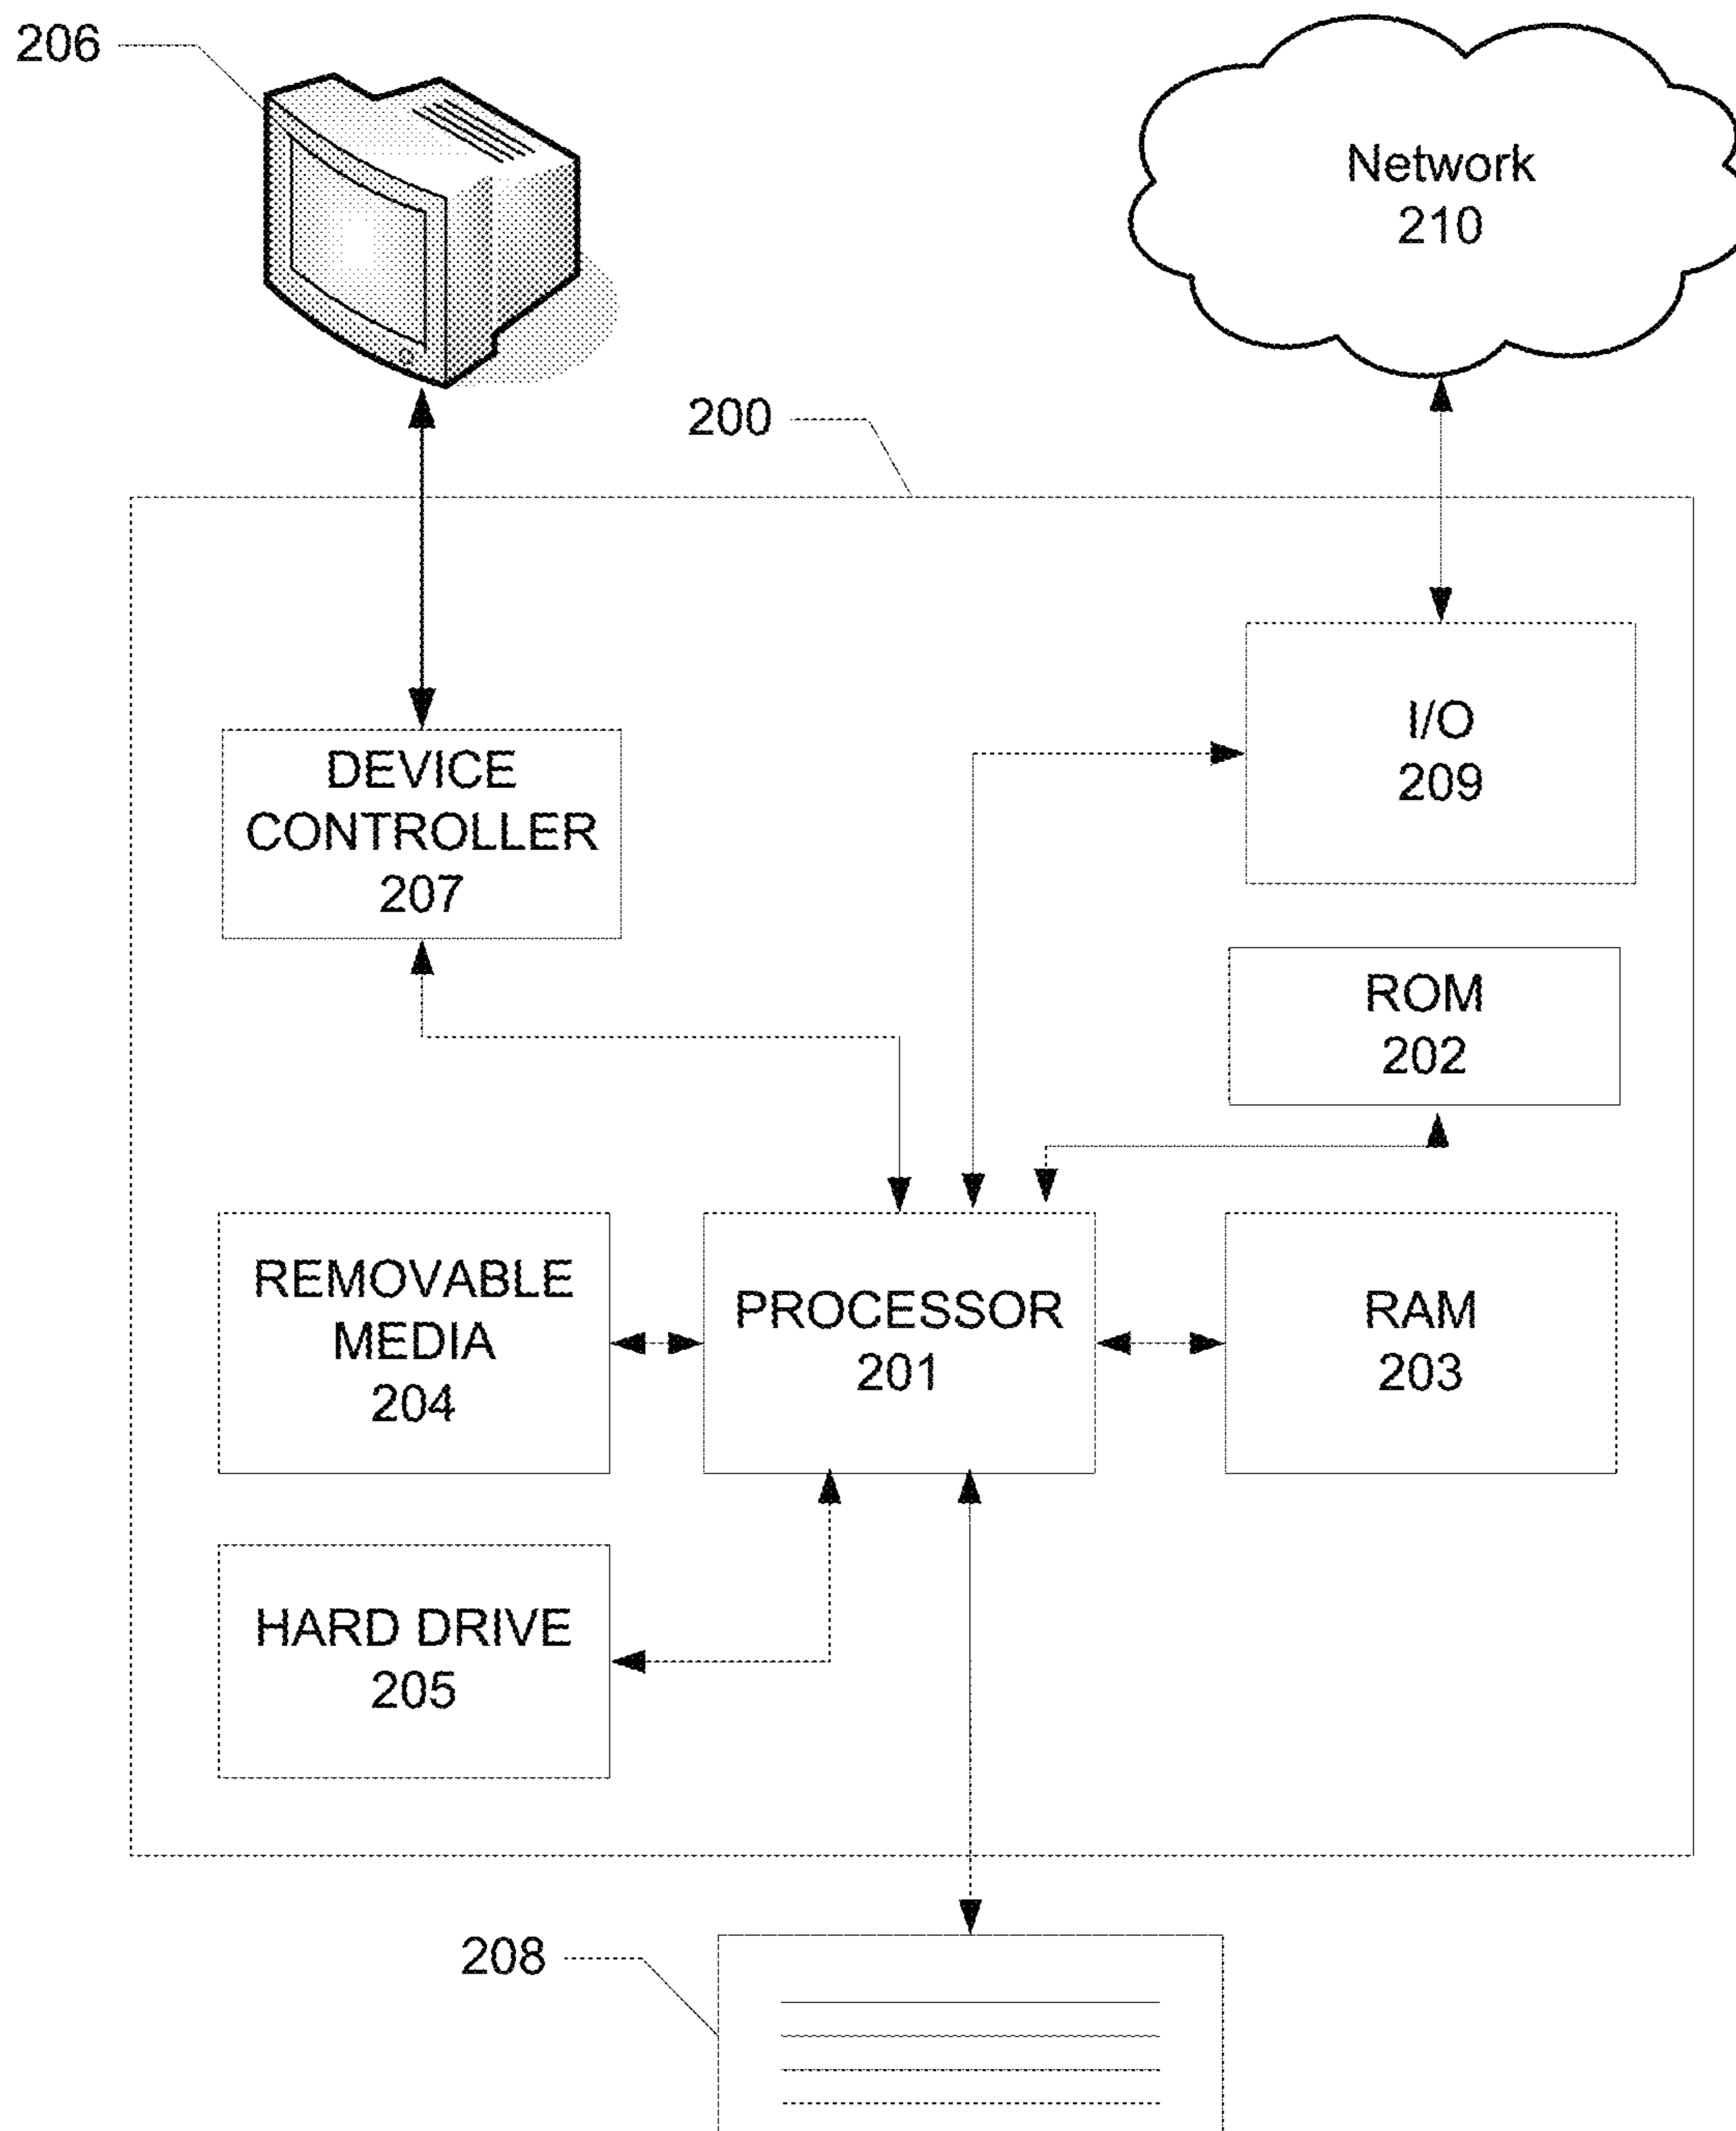 206
Network
210
200
I/O
209
DEVICE
CONTROLLER
207
ROM
202
REMOVABLE
MEDIA
204
PROCESSOR
201
RAM
203
HARD DRIVE
205
208